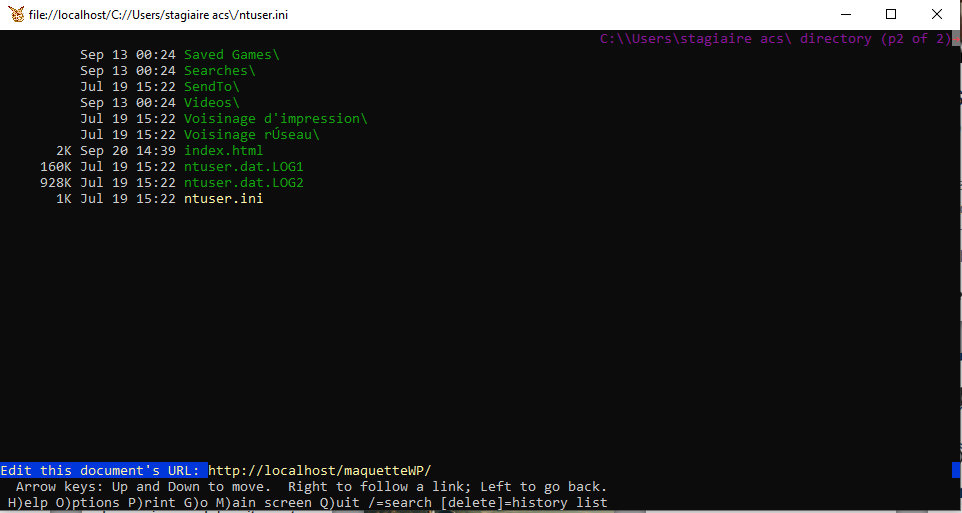 file://localhost/C://Users/stagiaire acs\/ntuser.ini
C:\\Users\stagiaire acs\ directory (p2 of 2)
Sep 13 00:24 Saved Games\
Sep 13 00:24 Searches\
Jul 19 15:22 SendTo\
Sep 13 00:24 Videos\
Jul 19 15:22 Voisinage d'impression\
Jul 19 15:22 Voisinage rÚseau\
2K Sep 20 14:39 index.html
160K Jul 19 15:22 ntuser.dat.LOG1
928K Jul 19 15:22 ntuser.dat.LOG2
1K Jul 19 15:22 ntuser.ini
Edit this document's URL: http://localhost/maquetteWP/
Arrow keys: Up and Down to move.  Right to follow a link; Left to go back.
H)elp O)ptions P)rint G)o M)ain screen Q)uit /=search [delete]=history list